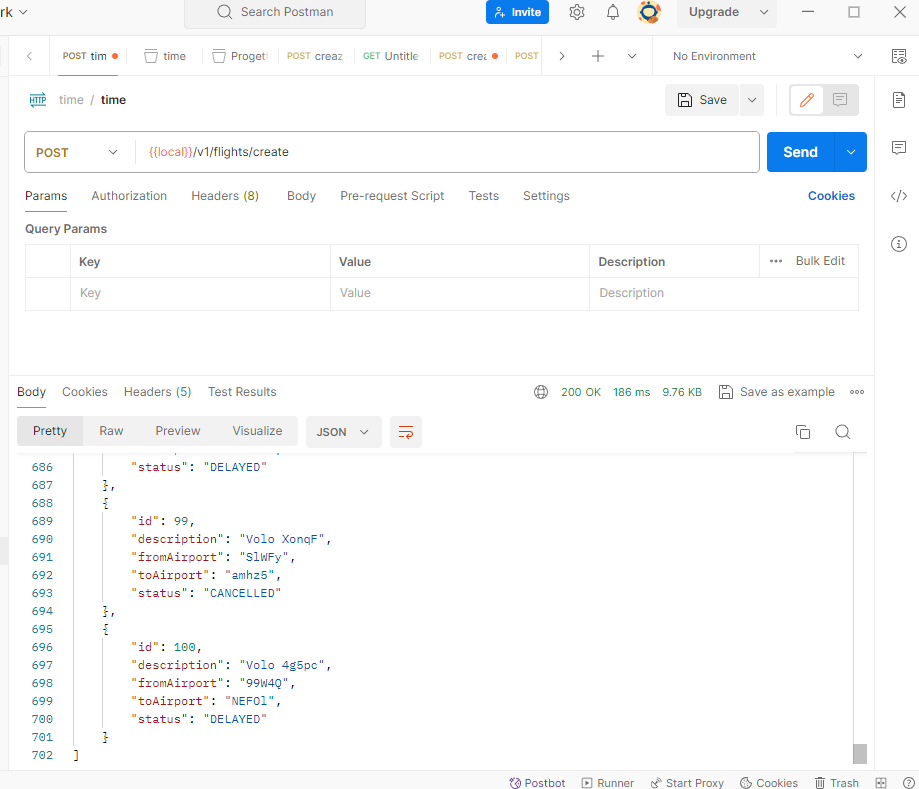 rk
Search Postman
Invite
Upgrade
POST tim
time
Proget
POST creaz
GET Untitle
POST crea
POST
No Environment
HTTP time / time
Save
POST
{{local}}/v1/flights/create
Send
Params
Authorization
Headers (8)
Body
Pre-request Script
Tests
Settings
Cookies
Query Params
Key
Value
Description
Bulk Edit
Key
Value
Description
Body
Cookies
Headers (5)
Test Results
200 OK
186 ms
9.76 KB
Save as example
Pretty
Raw
Preview
Visualize
JSON
686 "status": "DELAYED"
687 },
688 {
689 "id": 99,
690 "description": "Volo XonqF",
691 "fromAirport": "SlWFy",
692 "toAirport": "amhz5",
693 "status": "CANCELLED"
694 },
695 {
696 "id": 100,
697 "description": "Volo 4g5pc",
698 "fromAirport": "99W4Q",
699 "toAirport": "NEFOl",
700 "status": "DELAYED"
701 }
702 ]
Postbot
Runner
Start Proxy
Cookies
Trash